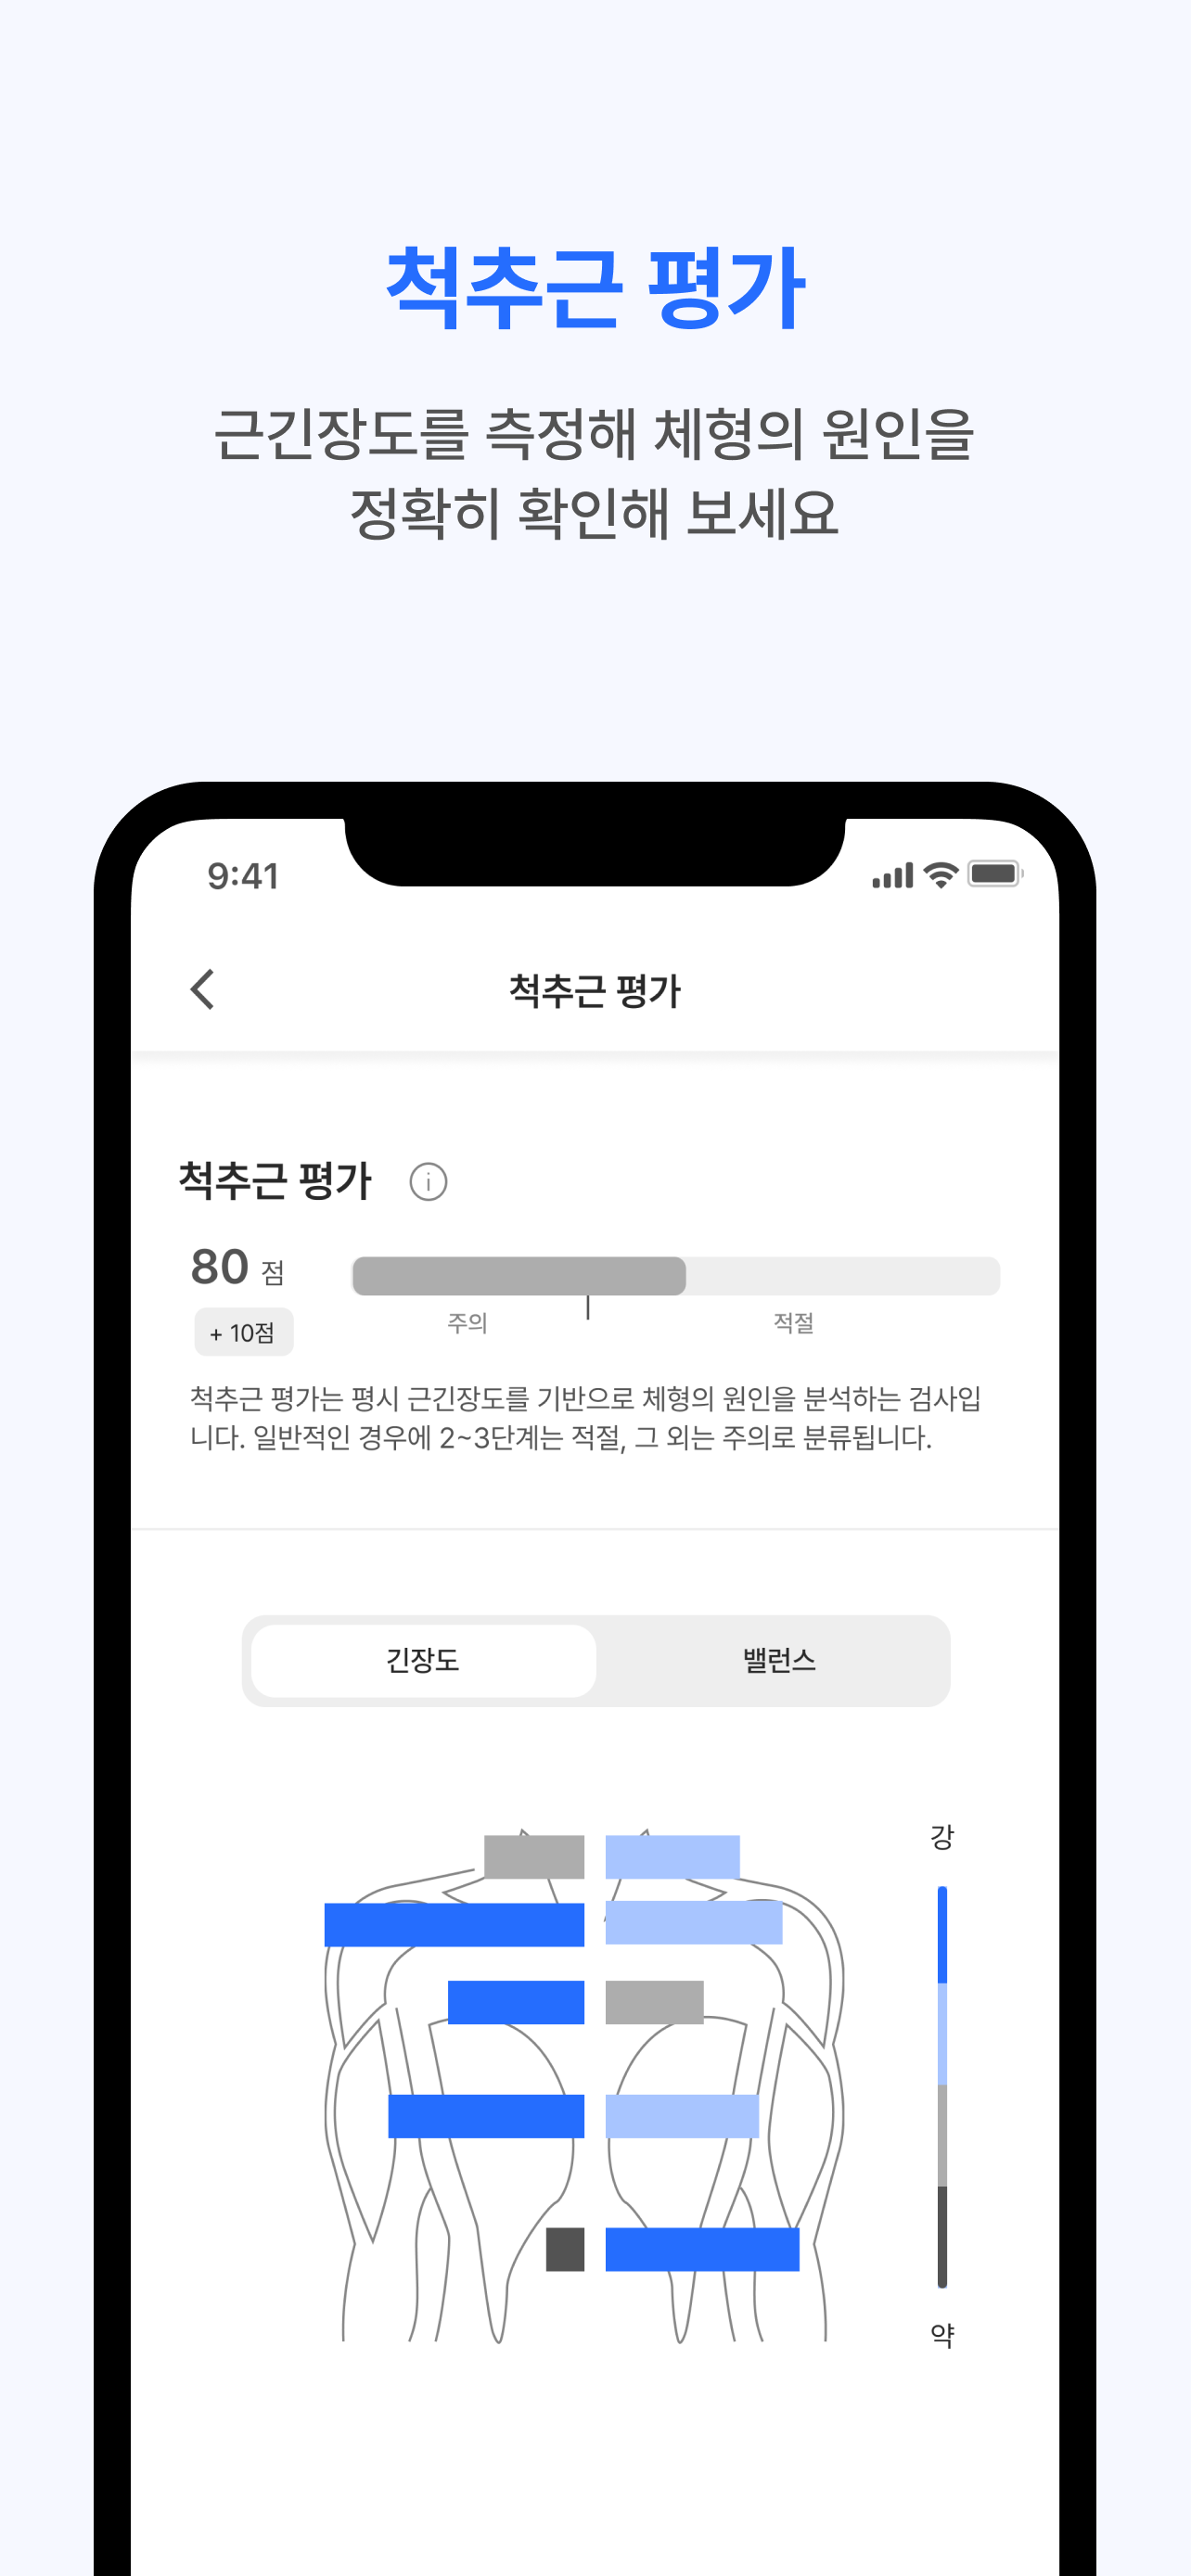 척추근 평가
근긴장도를 측정해 체형의 원인을
정확히 확인해 보세요
9:41
척추근 평가
척추근 평가 i
80 점
+ 10점
주의 적절
척추근 평가는 평시 근긴장도를 기반으로 체형의 원인을 분석하는 검사입
니다. 일반적인 경우에 2~3단계는 적절, 그 외는 주의로 분류됩니다.
긴장도 밸런스
강
약